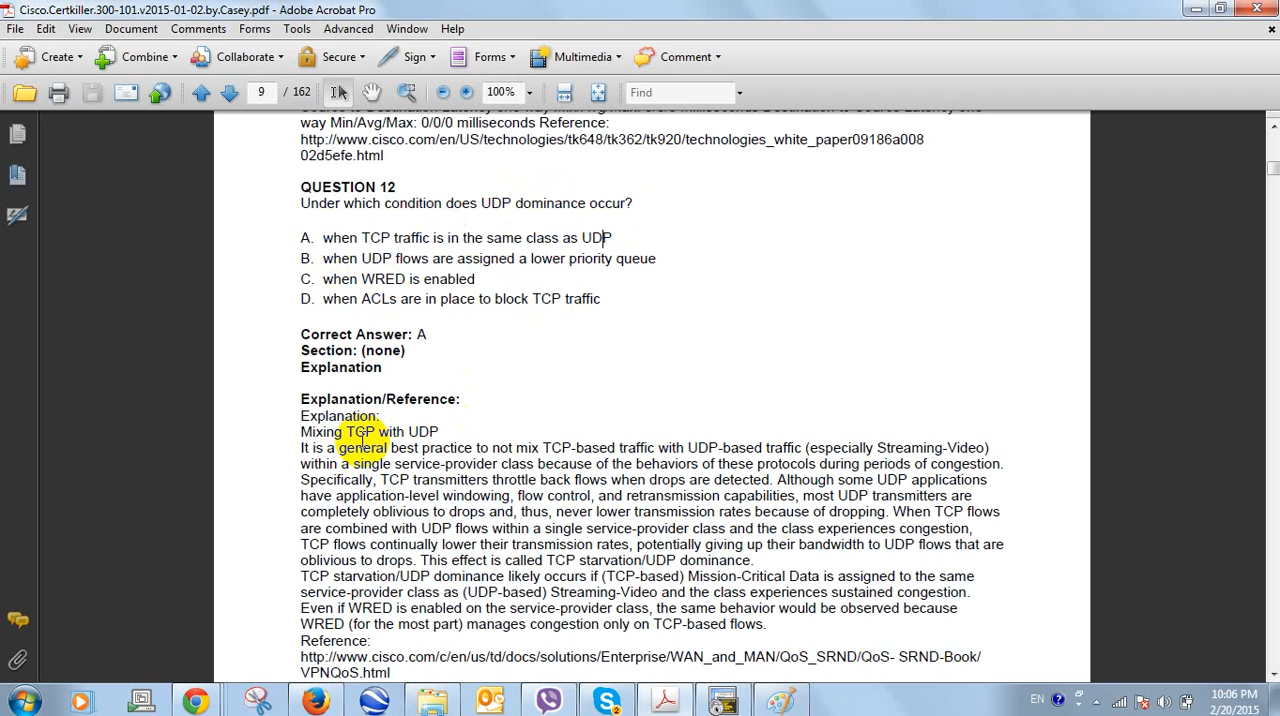 Cisco.Certkiller.300-101.v2015-01-02.by.Casey.pdf - Adobe Acrobat Pro
File Edit View Document Comments Forms Tools Advanced Window Help
Create Combine Collaborate Secure Sign Forms Multimedia Comment
9 / 162 100% Find
way Min/Avg/Max: 0/0/0 milliseconds Reference:
http://www.cisco.com/en/US/technologies/tk648/tk362/tk920/technologies_white_paper09186a008
02d5efe.html
QUESTION 12
Under which condition does UDP dominance occur?
A. when TCP traffic is in the same class as UDP
B. when UDP flows are assigned a lower priority queue
C. when WRED is enabled
D. when ACLs are in place to block TCP traffic
Correct Answer: A
Section: (none)
Explanation
Explanation/Reference:
Explanation:
Mixing TCP with UDP
It is a general best practice to not mix TCP-based traffic with UDP-based traffic (especially Streaming-Video)
within a single service-provider class because of the behaviors of these protocols during periods of congestion.
Specifically, TCP transmitters throttle back flows when drops are detected. Although some UDP applications
have application-level windowing, flow control, and retransmission capabilities, most UDP transmitters are
completely oblivious to drops and, thus, never lower transmission rates because of dropping. When TCP flows
are combined with UDP flows within a single service-provider class and the class experiences congestion,
TCP flows continually lower their transmission rates, potentially giving up their bandwidth to UDP flows that are
oblivious to drops. This effect is called TCP starvation/UDP dominance.
TCP starvation/UDP dominance likely occurs if (TCP-based) Mission-Critical Data is assigned to the same
service-provider class as (UDP-based) Streaming-Video and the class experiences sustained congestion.
Even if WRED is enabled on the service-provider class, the same behavior would be observed because
WRED (for the most part) manages congestion only on TCP-based flows.
Reference:
http://www.cisco.com/c/en/us/td/docs/solutions/Enterprise/WAN_and_MAN/QoS_SRND/QoS- SRND-Book/
VPNQoS.html
EN 10:06 PM
2/20/2015